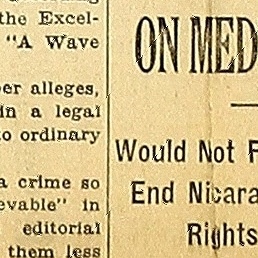 the Excel-
"A Wave
er alleges,
in a legal
to ordinary
a crime so
evable" in
editorial
them less
ON MED
Would Not F
End Nicara
Rights